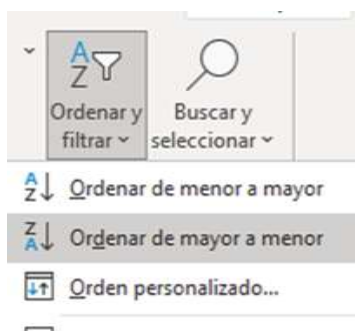 Ordenar y
filtrar
Buscar y
seleccionar
Ordenar de menor a mayor
Ordenar de mayor a menor
Orden personalizado...